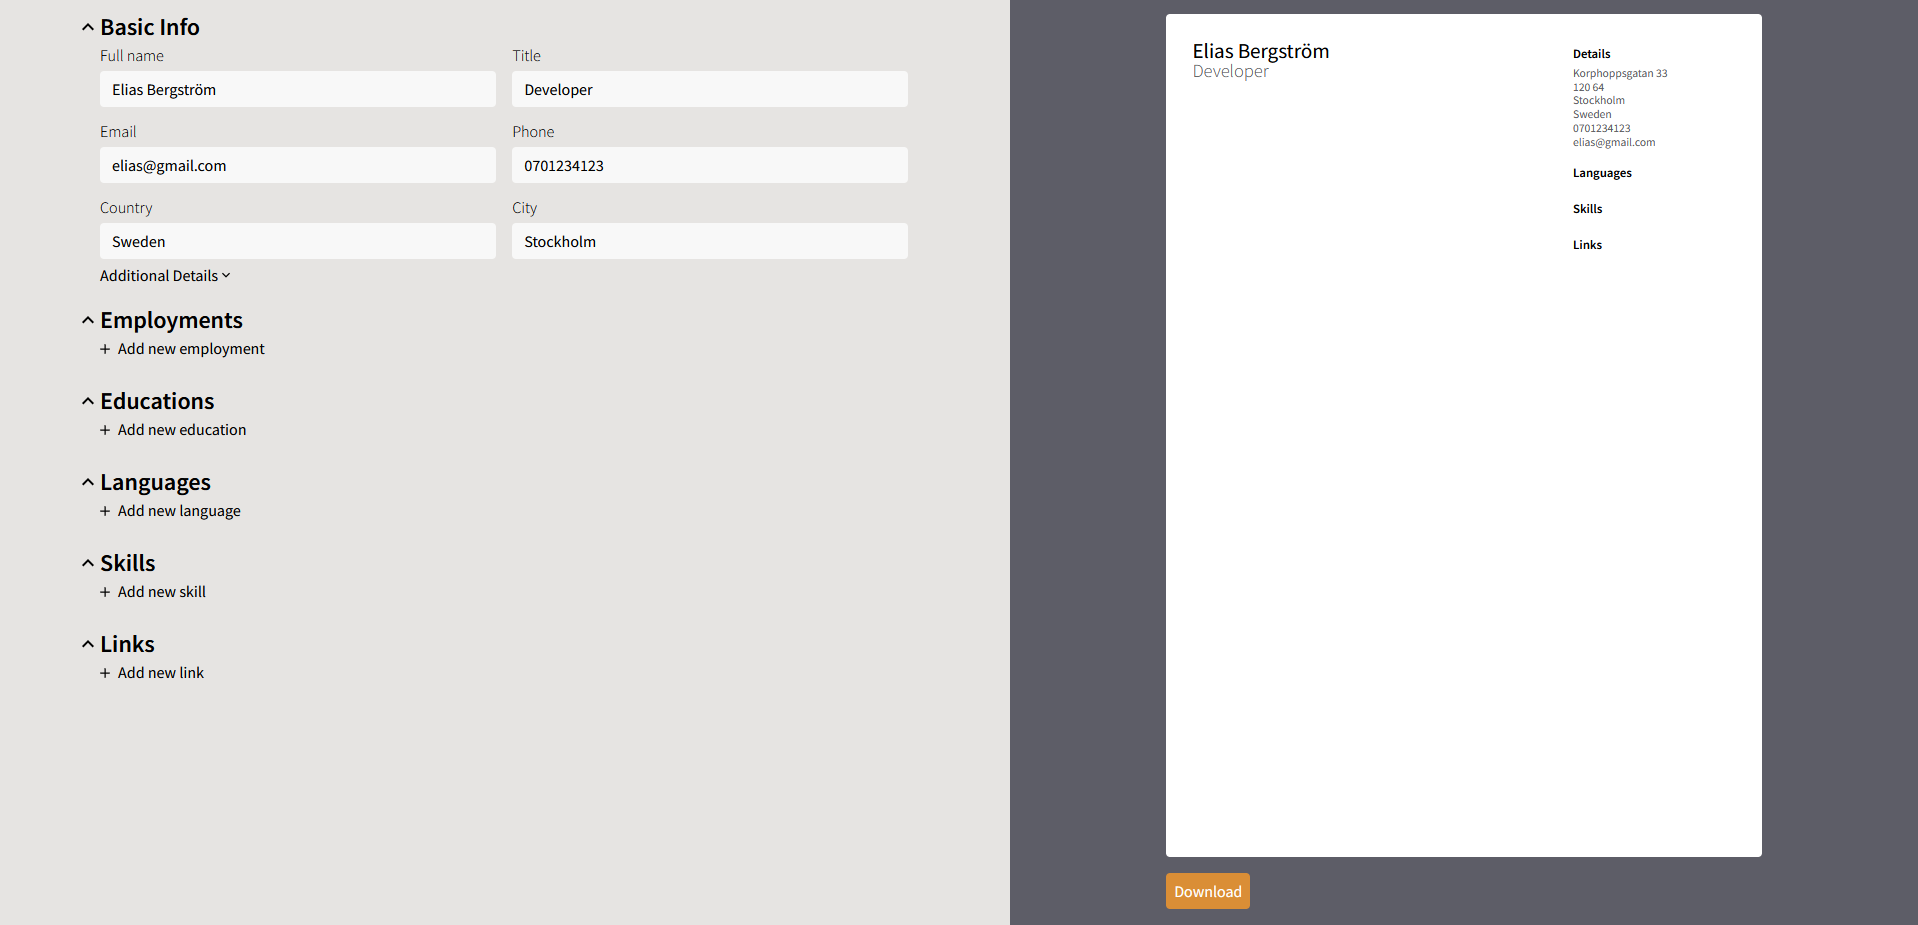 Basic Info
Full name
Title
Elias Bergström
Developer
Email
Phone
elias@gmail.com
0701234123
Country
City
Sweden
Stockholm
Additional Details
Employments
+ Add new employment
Educations
+ Add new education
Languages
+ Add new language
Skills
+ Add new skill
Links
+ Add new link
Elias Bergström
Developer
Details
Korphoppsgatan 33
120 64
Stockholm
Sweden
0701234123
elias@gmail.com
Languages
Skills
Links
Download